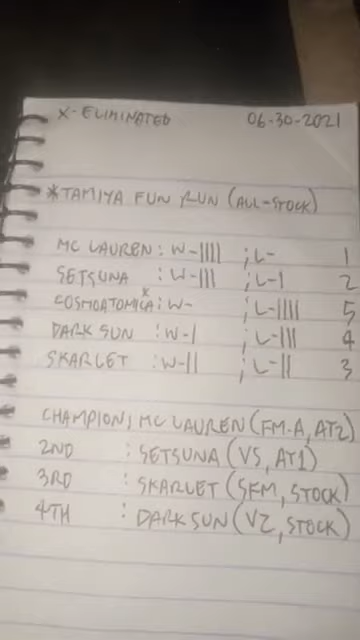 X-ELIMINATED 06-30-2021
*TAMIYA FUN RUN (ALL-STOCK)
MC LAUREN : W-|||| ; L- 1
SETSUNA : W-||| ; L-| 2
x
COSMOATOMICA : W- ; L-|||| 5
DARK SUN : W-| ; L-||| 4
SKARLET : W-|| ; L-|| 3
CHAMPION; MC LAUREN (FM-A, AT2)
2ND : SETSUNA (VS, AT1)
3RD : SKARLET (SFM, STOCK)
4TH : DARK SUN (VZ, STOCK)